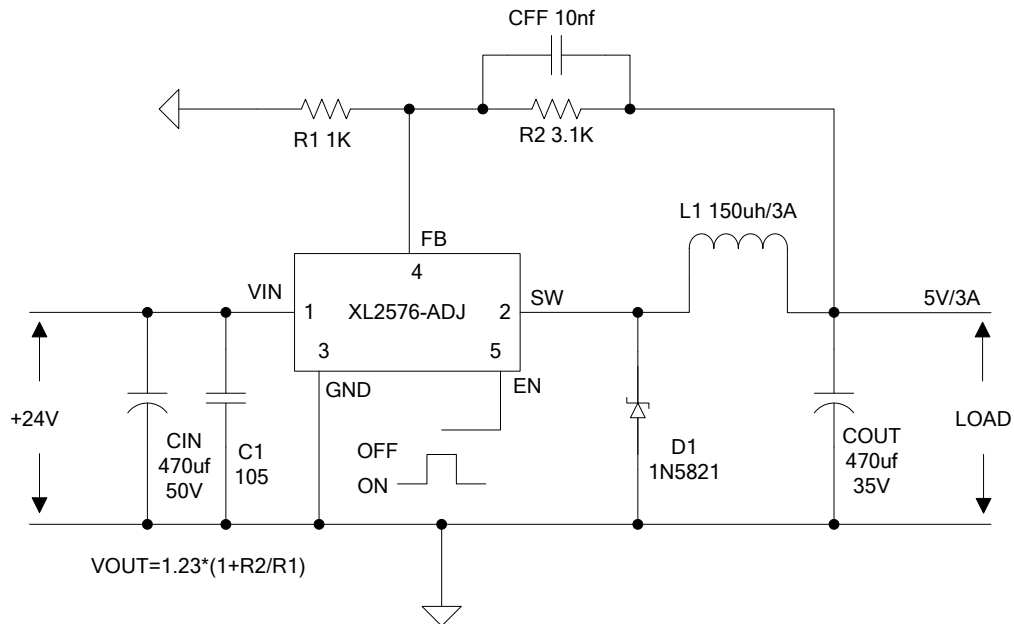 CFF 10nf
R1 1K
R2 3.1K
L1 150uh/3A
FB
4
VIN
1
XL2576-ADJ
2
SW
5V/3A
3
5
GND
EN
+24V
CIN
470uf
50V
C1
105
OFF
ON
D1
1N5821
COUT
470uf
35V
LOAD
VOUT=1.23*(1+R2/R1)